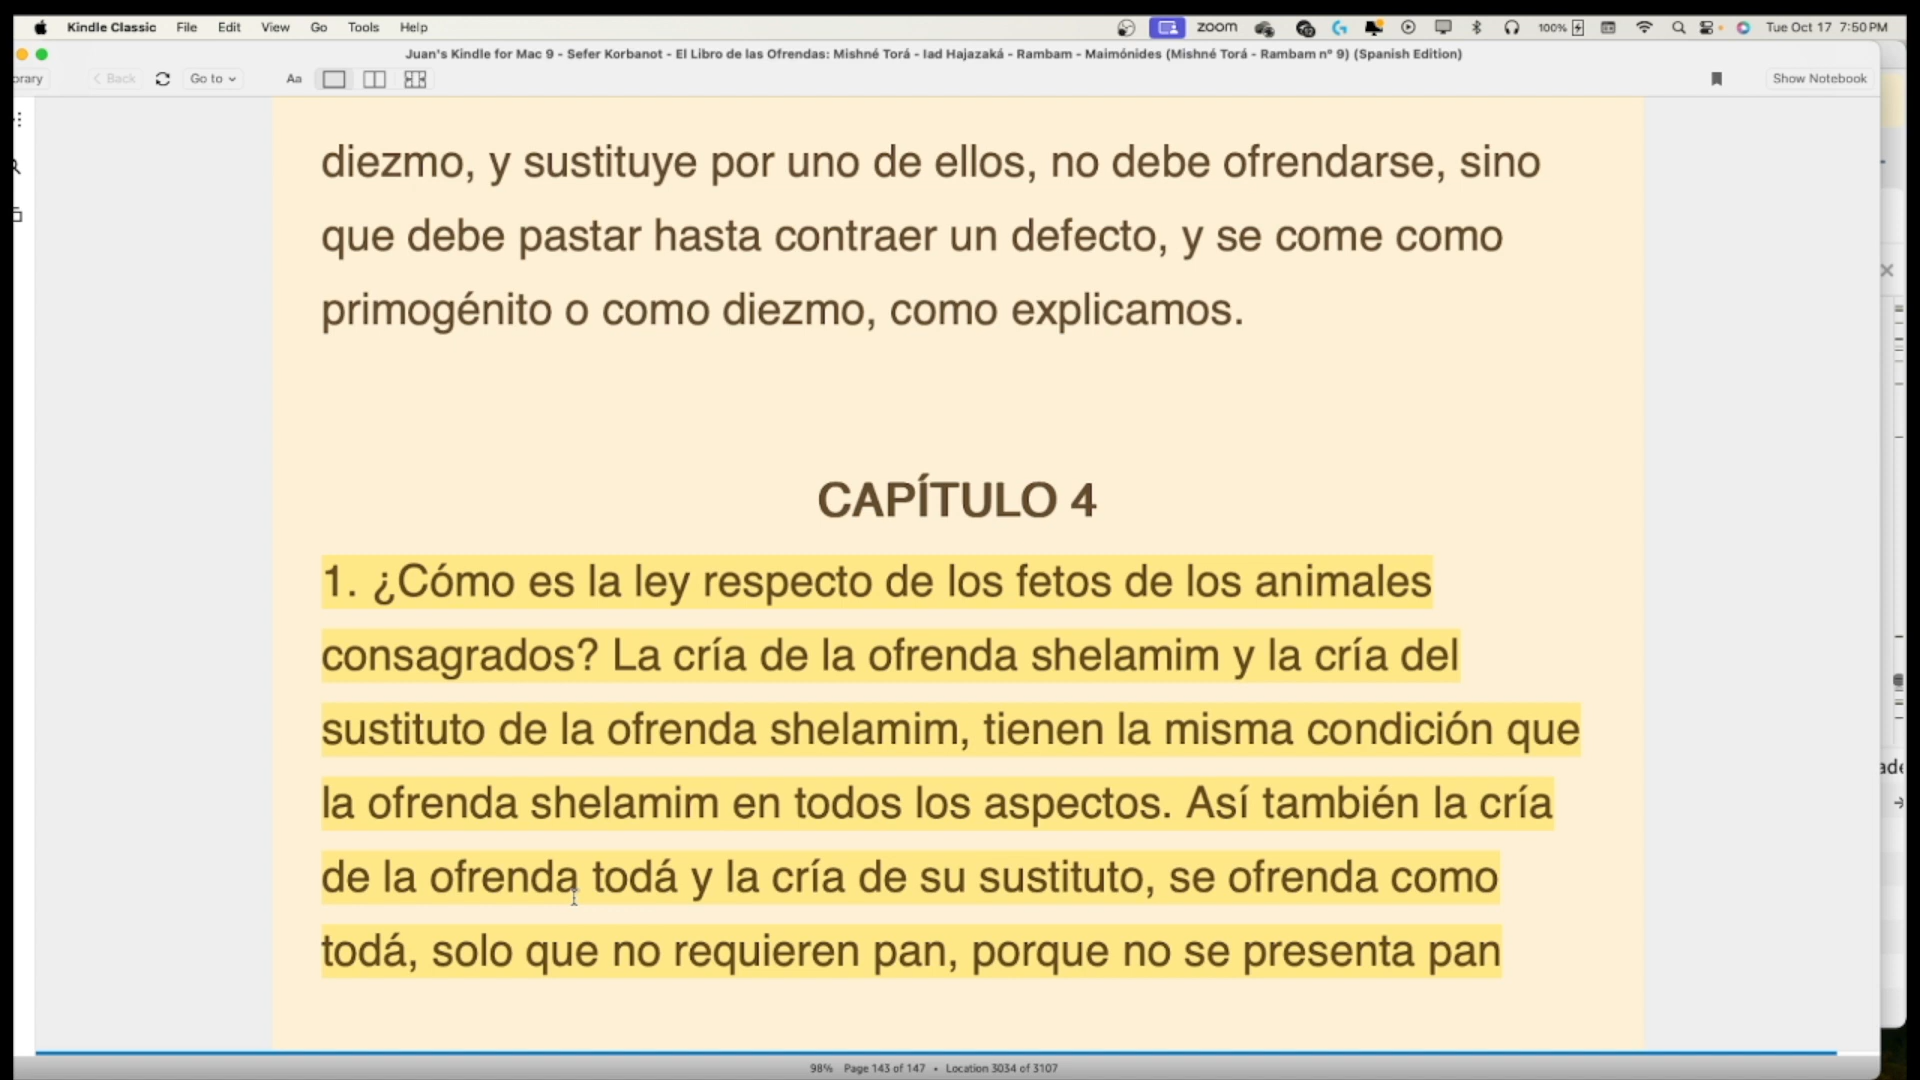 Kindle Classic File Edit View Go Tools Help zoom 100% Tue Oct 17 7:50 PM
Juan's Kindle for Mac 9 - Sefer Korbanot - El Libro de las Ofrendas: Mishné Torá - Iad Hajazaká - Rambam - Maimónides (Mishné Torá - Rambam n° 9) (Spanish Edition)
brary Back Go to Aa Show Notebook
diezmo, y sustituye por uno de ellos, no debe ofrendarse, sino
que debe pastar hasta contraer un defecto, y se come como
primogénito o como diezmo, como explicamos.
CAPÍTULO 4
1. ¿Cómo es la ley respecto de los fetos de los animales
consagrados? La cría de la ofrenda shelamim y la cría del
sustituto de la ofrenda shelamim, tienen la misma condición que
la ofrenda shelamim en todos los aspectos. Así también la cría
de la ofrenda todá y la cría de su sustituto, se ofrenda como
todá, solo que no requieren pan, porque no se presenta pan
98% Page 143 of 147 • Location 3034 of 3107